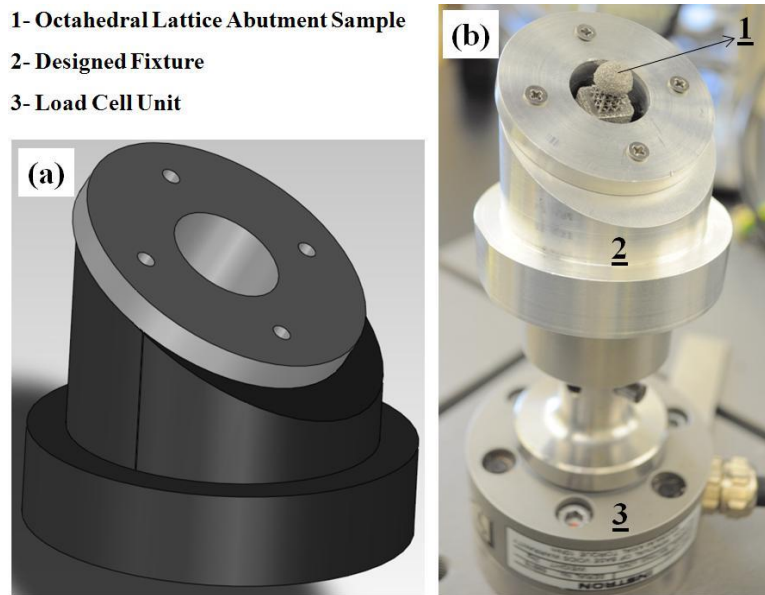 1- Octahedral Lattice Abutment Sample
2- Designed Fixture
3- Load Cell Unit
(a)
(b)
1
2
3